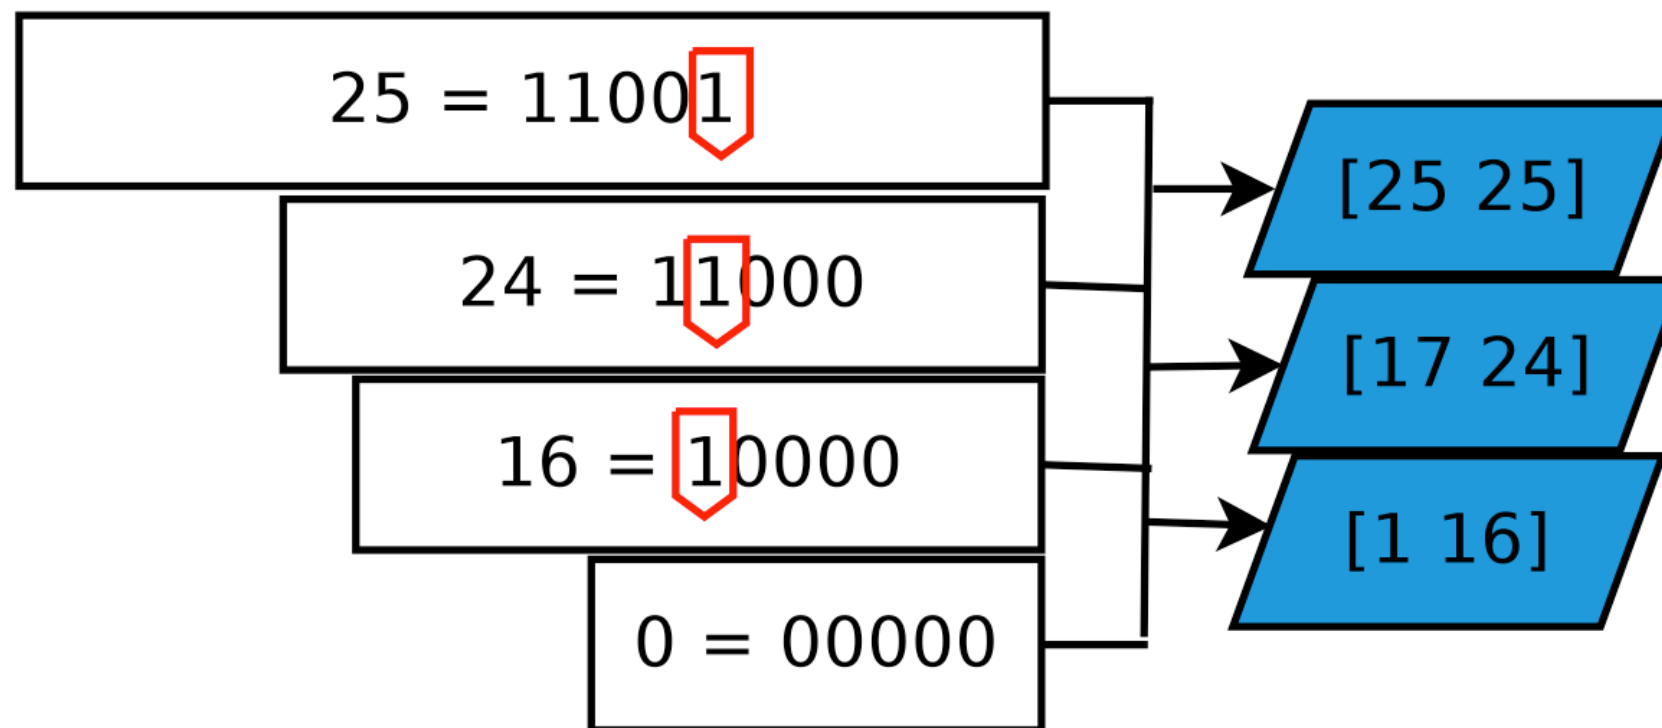 25 = 11001
[25 25]
24 = 11000
[17 24]
16 = 10000
[1 16]
0 = 00000